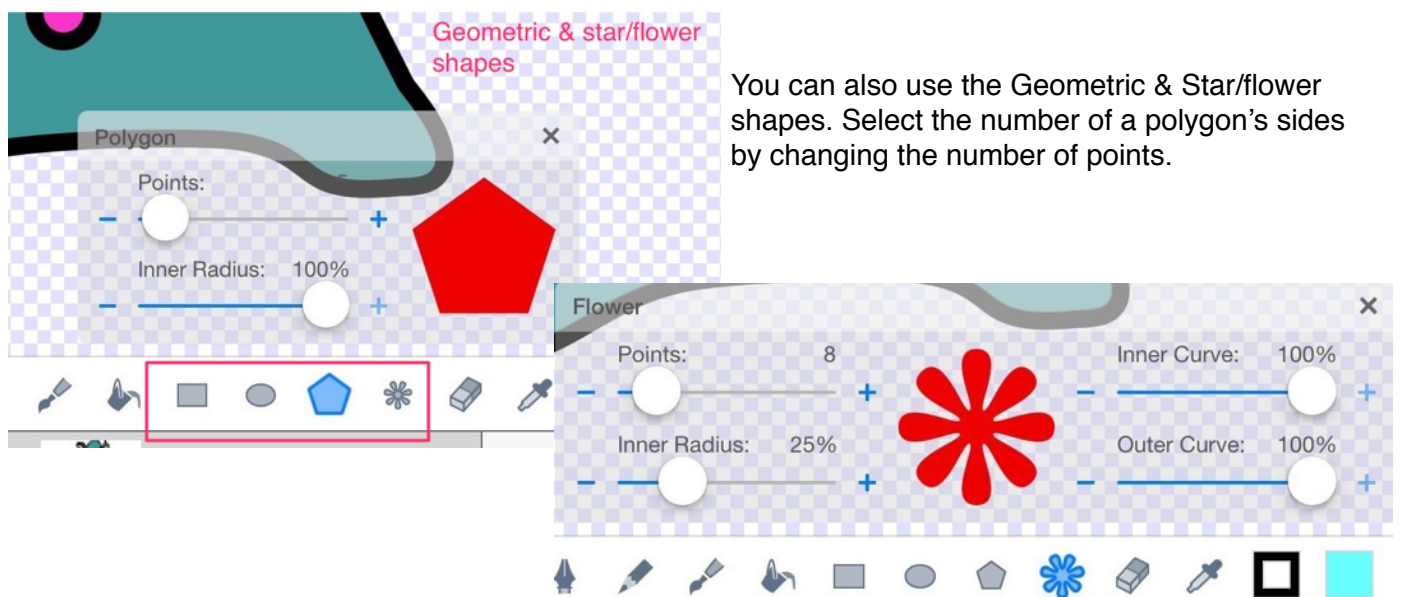 Geometric & star/flower
shapes
Polygon
Points:
Inner Radius: 100%
You can also use the Geometric & Star/flower
shapes. Select the number of a polygon’s sides
by changing the number of points.
Flower
Points: 8
Inner Radius: 25%
Inner Curve: 100%
Outer Curve: 100%